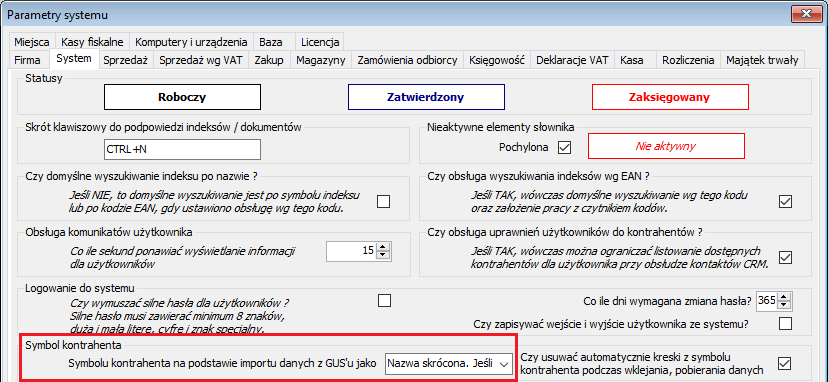 Parametry systemu
Miejsca Kasy fiskalne Komputery i urządzenia Baza Licencja
Firma System Sprzedaż Sprzedaż wg VAT Zakup Magazyny Zamówienia odbiorcy Księgowość Deklaracje VAT Kasa Rozliczenia Majątek trwały
Statusy
Roboczy Zatwierdzony Zaksięgowany
Skrót klawiszowy do podpowiedzi indeksów / dokumentów
CTRL+N
Nieaktywne elementy słownika
Pochylona Nie aktywny
Czy domyślne wyszukiwanie indeksu po nazwie ?
Jeśli NIE, to domyślne wyszukiwanie jest po symbolu indeksu
lub po kodzie EAN, gdy ustawiono obsługę wg tego kodu.
Czy obsługa wyszukiwania indeksów wg EAN ?
Jeśli TAK, wówczas domyślne wyszukiwanie wg tego kodu
oraz założenie pracy z czytnikiem kodów.
Obsługa komunikatów użytkownika
Co ile sekund ponawiać wyświetlanie informacji
dla użytkowników
15
Czy obsługa uprawnień użytkowników do kontrahentów ?
Jeśli TAK, wówczas można ograniczać listowanie dostępnych
kontrahentów dla użytkownika przy obsłudze kontaktów CRM.
Logowanie do systemu
Czy wymuszać silne hasła dla użytkowników ?
Silne hasło musi zawierać minimum 8 znaków,
dużą i małą literę, cyfrę i znak specjalny.
Co ile dni wymagana zmiana hasła? 365
Czy zapisywać wejście i wyjście użytkownika ze systemu?
Symbol kontrahenta
Symbolu kontrahenta na podstawie importu danych z GUS'u jako Nazwa skrócona. Jeśli
Czy usuwać automatycznie kreski z symbolu
kontrahenta podczas wklejania, pobierania danych